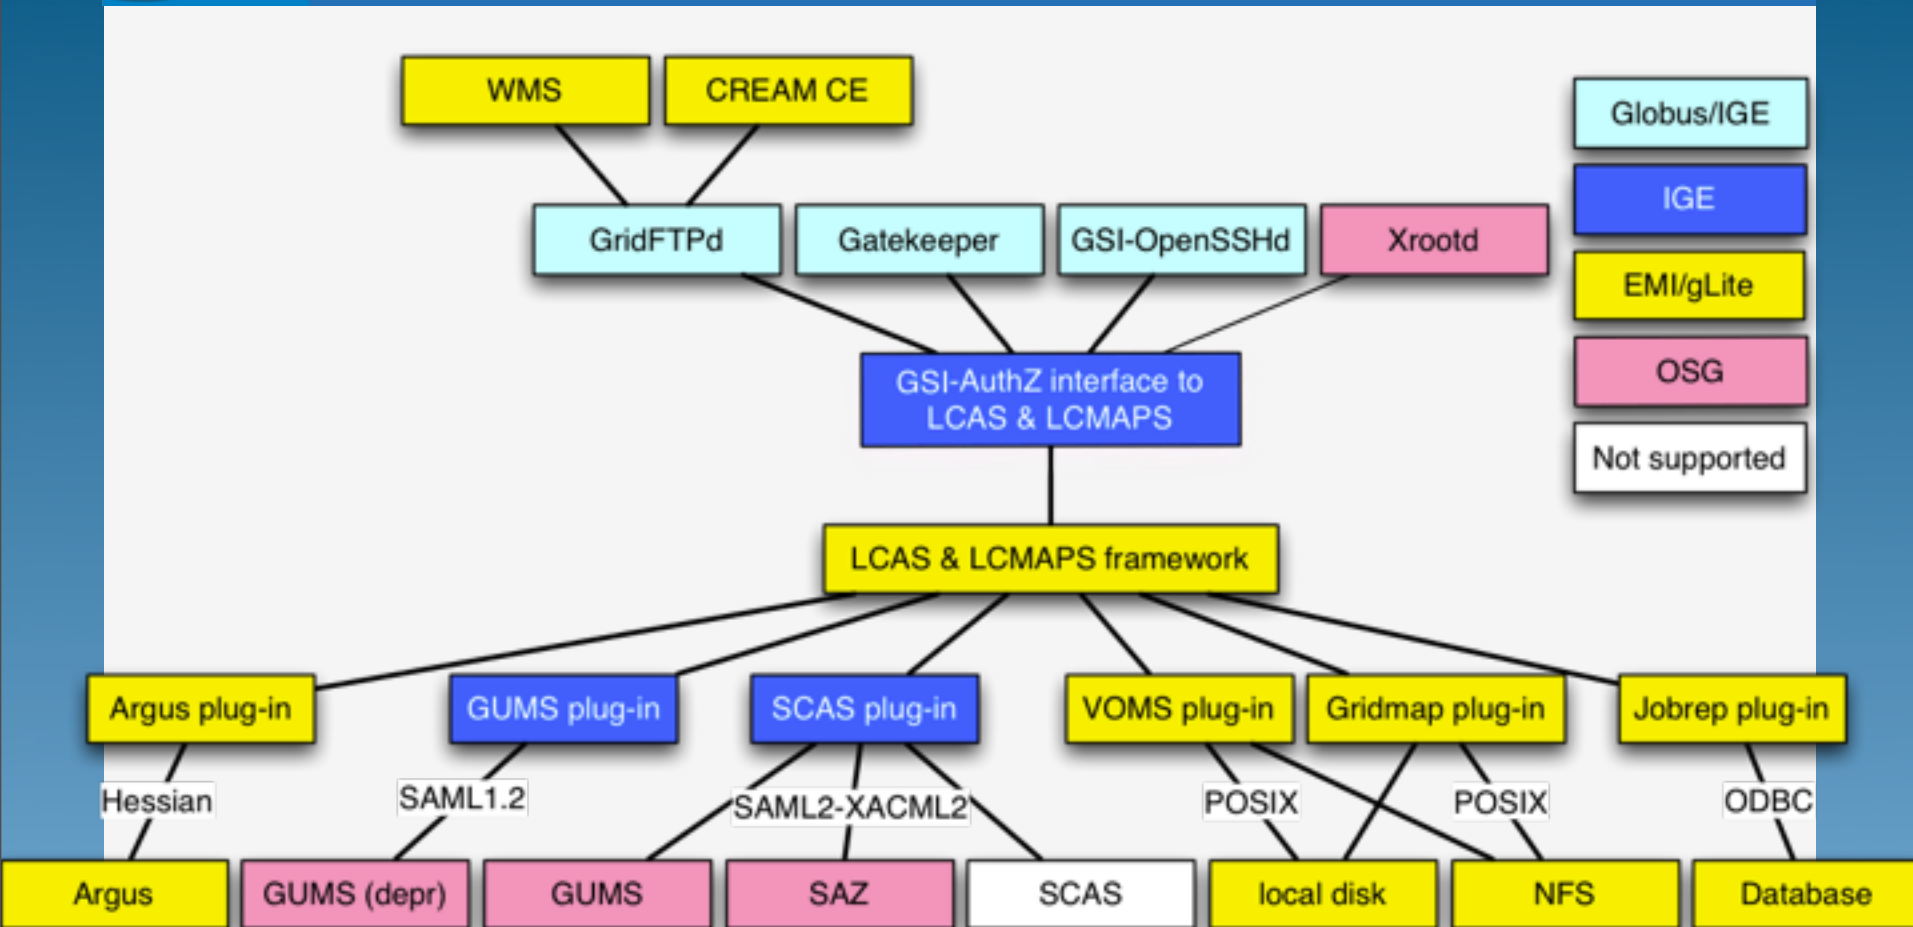 WMS
CREAM CE
Globus/IGE
IGE
GridFTPd
Gatekeeper
GSI-OpenSSHd
Xrootd
EMI/gLite
GSI-AuthZ interface to
LCAS & LCMAPS
OSG
Not supported
LCAS & LCMAPS framework
Argus plug-in
GUMS plug-in
SCAS plug-in
VOMS plug-in
Gridmap plug-in
Jobrep plug-in
Hessian
SAML1.2
SAML2-XACML2
POSIX
POSIX
ODBC
Argus
GUMS (depr)
GUMS
SAZ
SCAS
local disk
NFS
Database